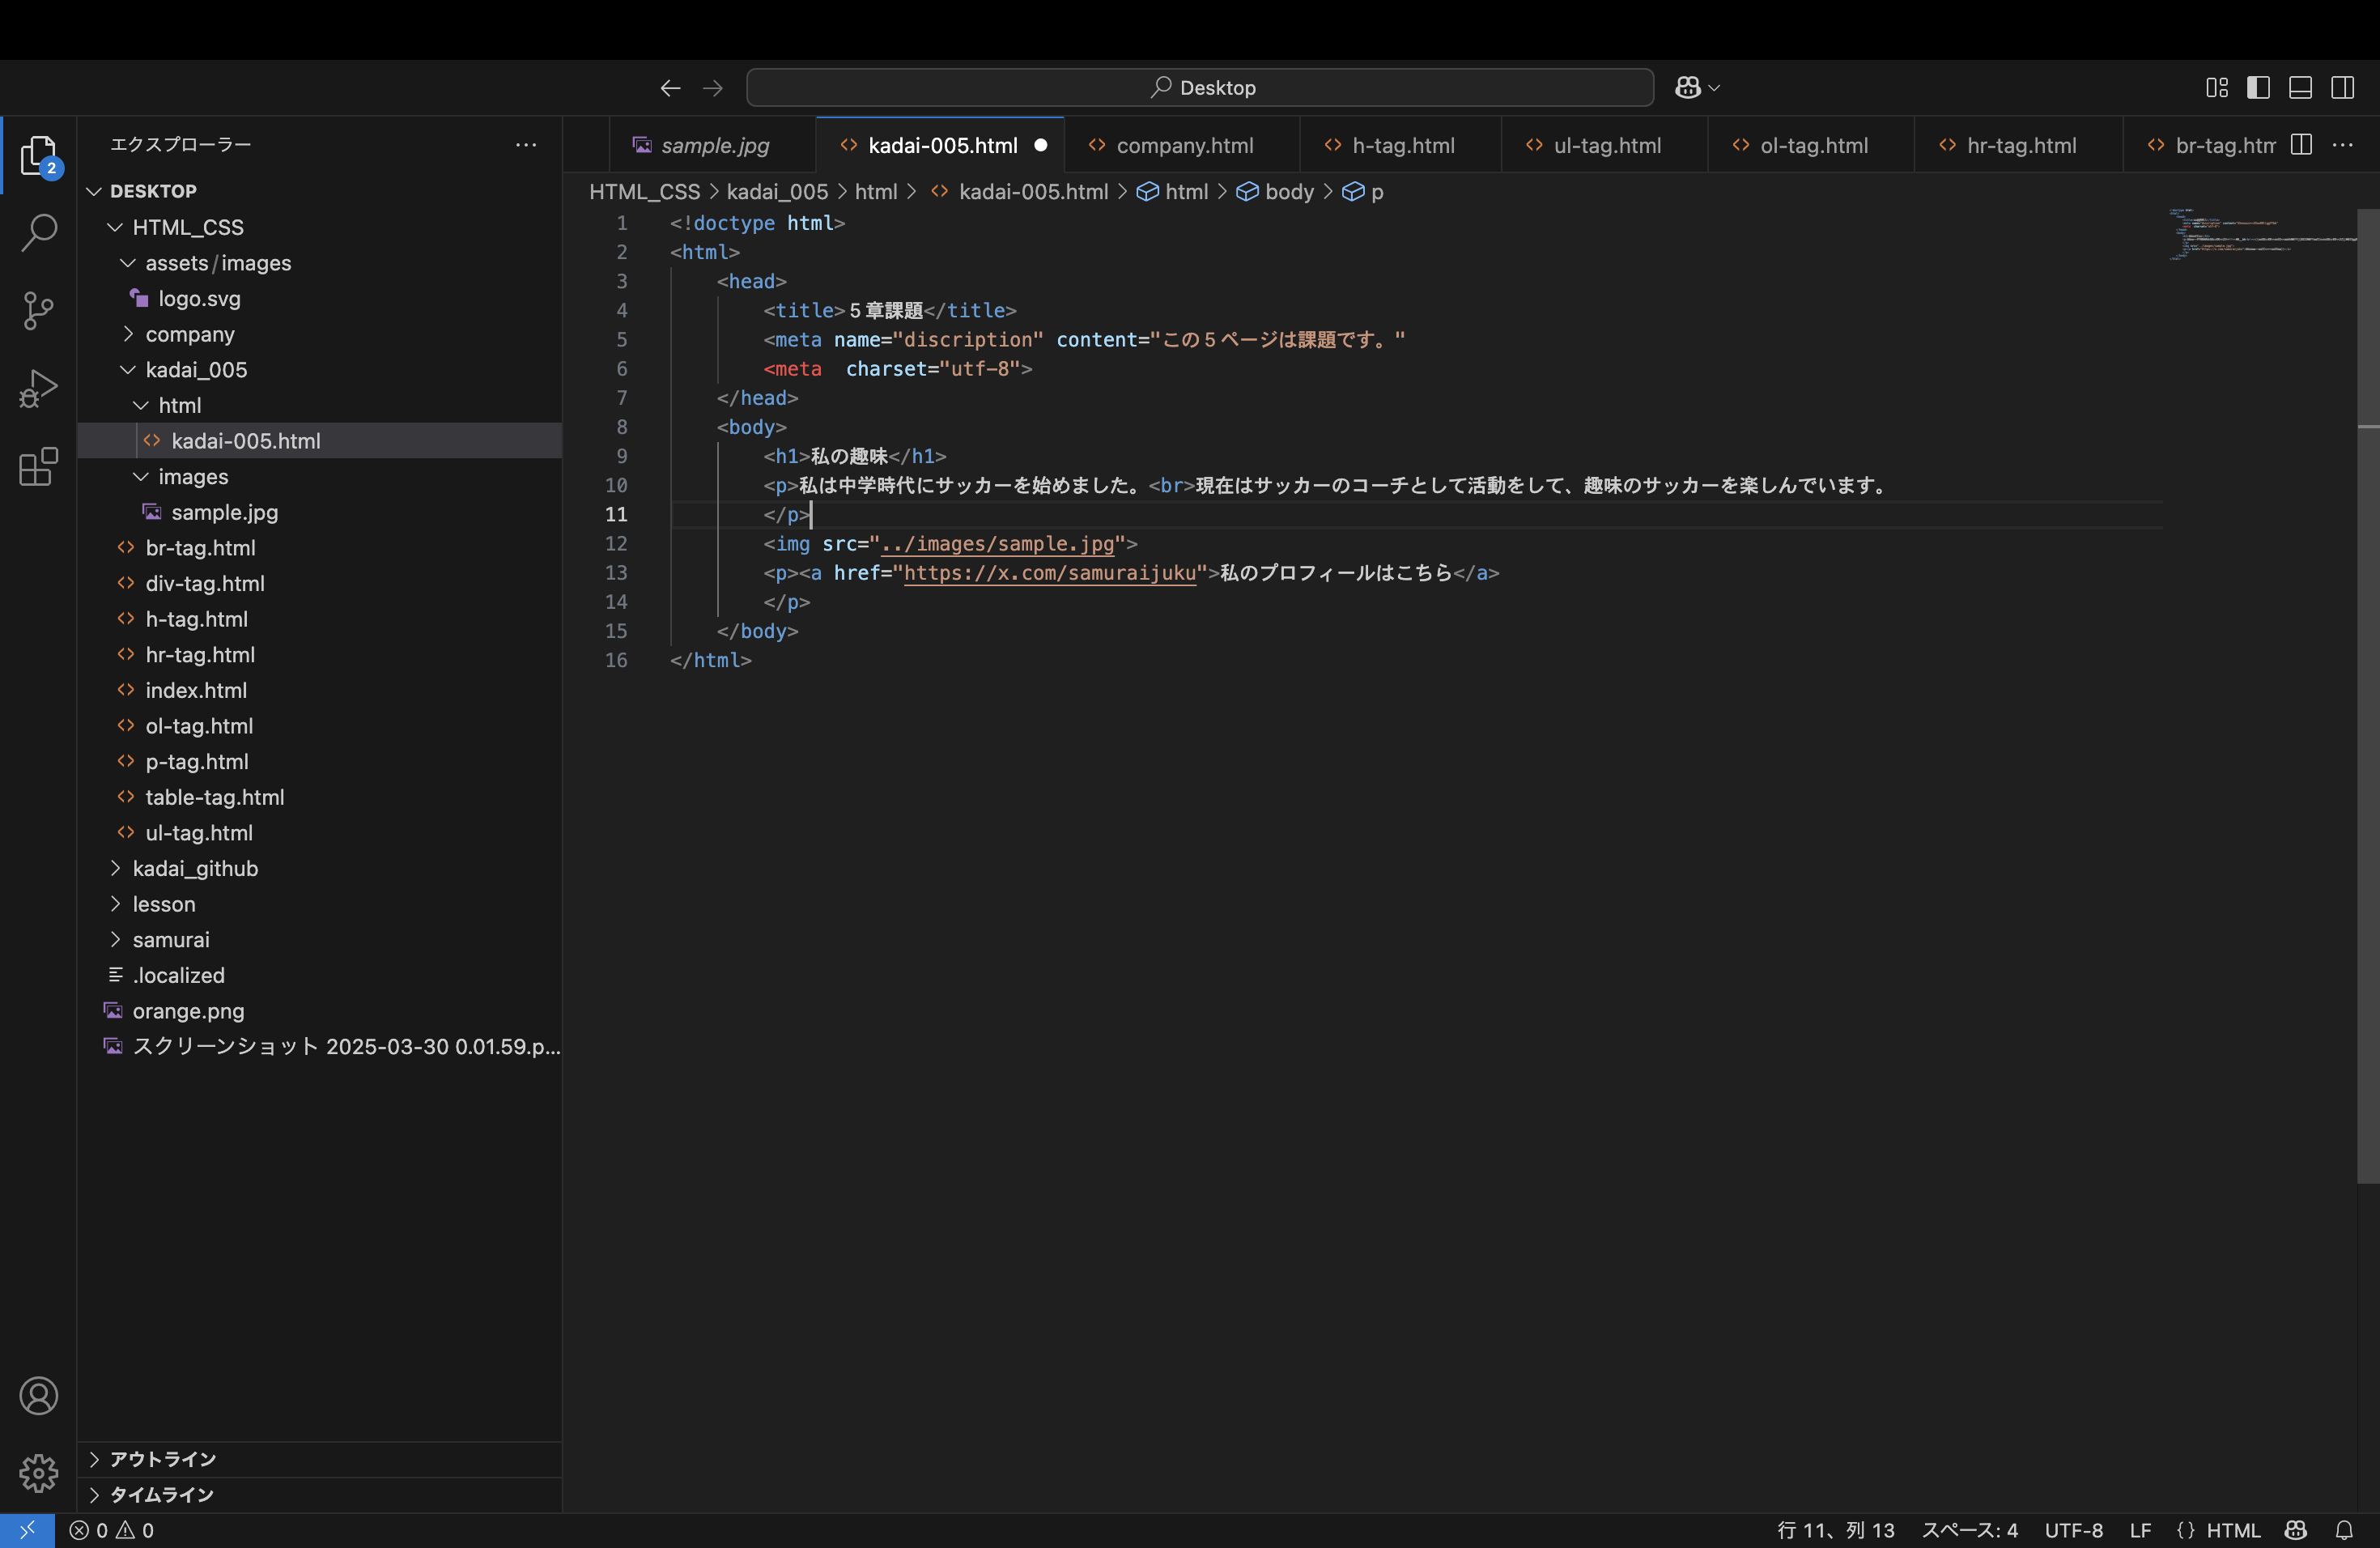 Desktop
エクスプローラー
2
sample.jpg
kadai-005.html
company.html
h-tag.html
ul-tag.html
ol-tag.html
hr-tag.html
br-tag.htm
HTML_CSS > kadai_005 > html > kadai-005.html > html > body > p
DESKTOP
HTML_CSS
assets/images
logo.svg
company
kadai_005
html
kadai-005.html
images
sample.jpg
br-tag.html
div-tag.html
h-tag.html
hr-tag.html
index.html
ol-tag.html
p-tag.html
table-tag.html
ul-tag.html
kadai_github
lesson
samurai
.localized
orange.png
スクリーンショット 2025-03-30 0.01.59.p...
アウトライン
タイムライン
1 <!doctype html>
2 <html>
3 <head>
4 <title>５章課題</title>
5 <meta name="discription" content="この５ページは課題です。"
6 <meta  charset="utf-8">
7 </head>
8 <body>
9 <h1>私の趣味</h1>
10 <p>私は中学時代にサッカーを始めました。<br>現在はサッカーのコーチとして活動をして、趣味のサッカーを楽しんでいます。
11 </p>
12 <img src="../images/sample.jpg">
13 <p><a href="https://x.com/samuraijuku">私のプロフィールはこちら</a>
14 </p>
15 </body>
16 </html>
0 0
行 11、列 13
スペース: 4
UTF-8
LF
{} HTML